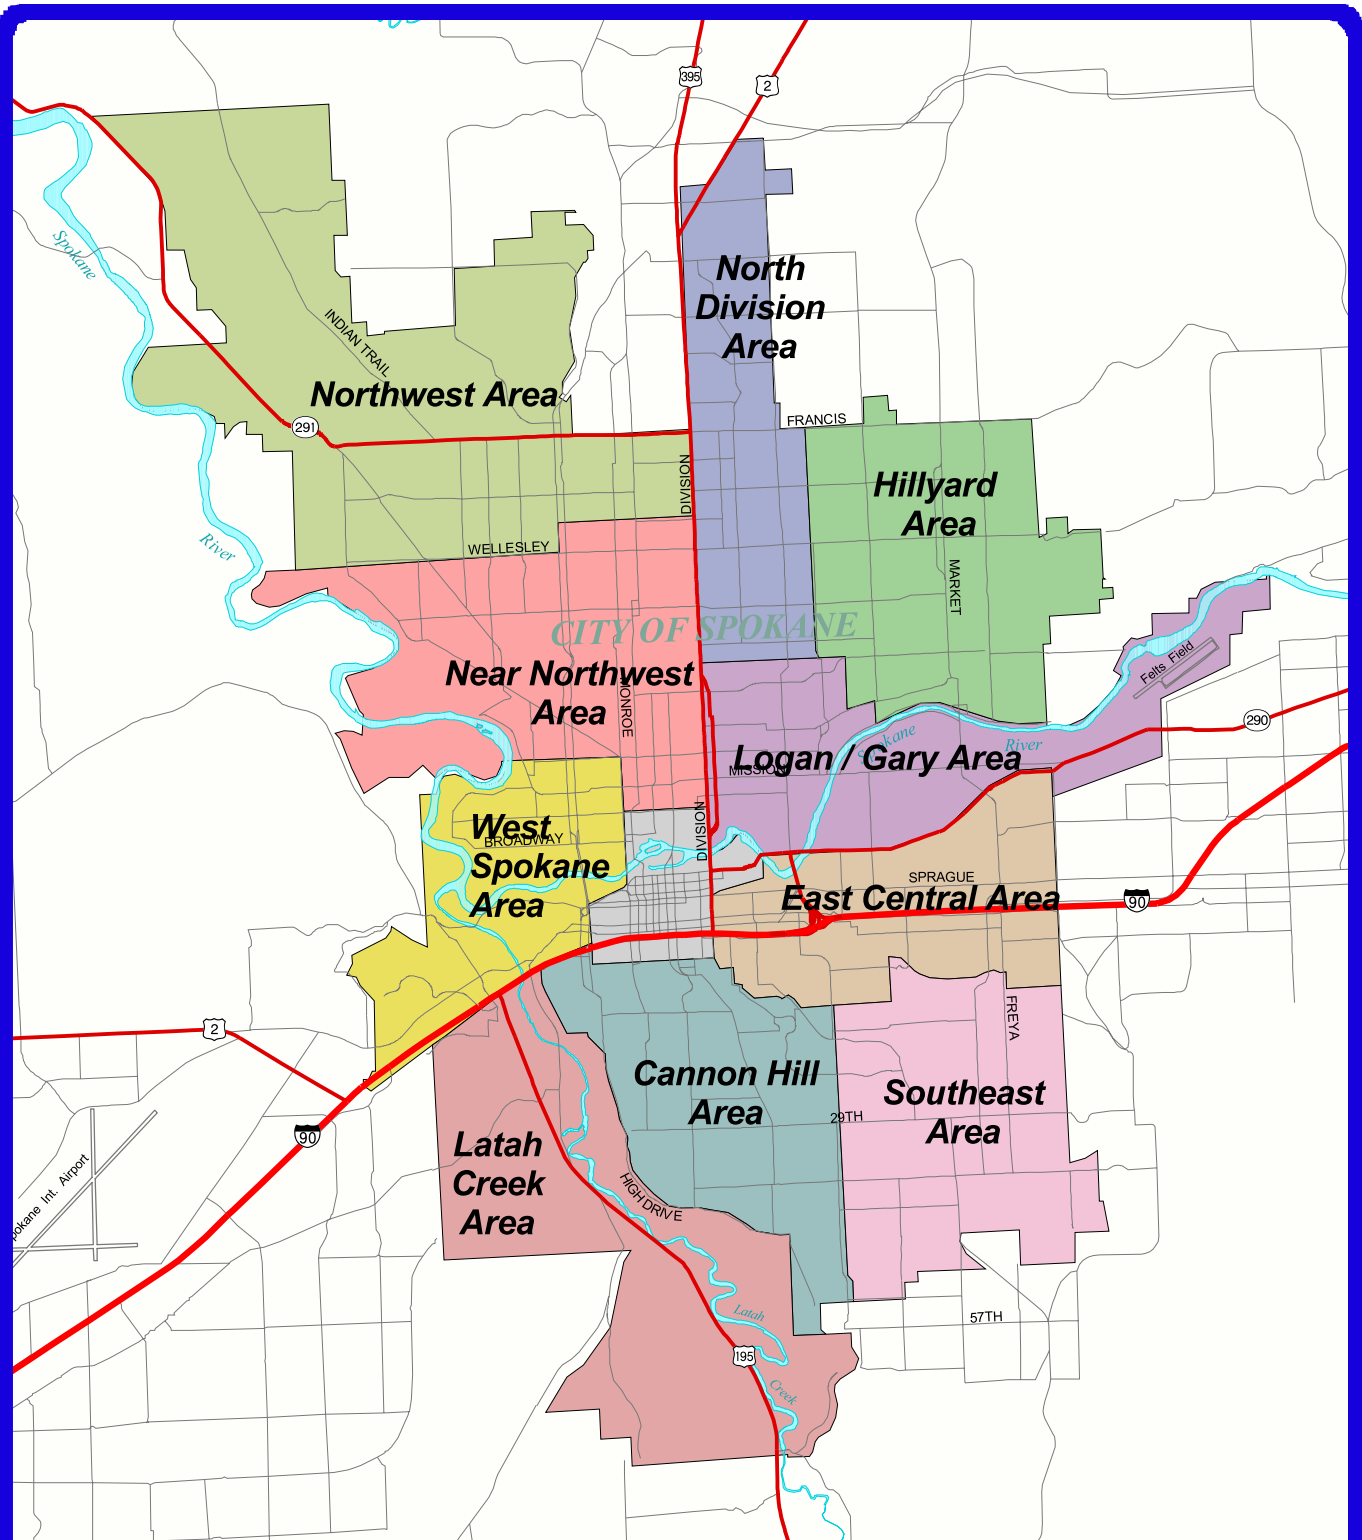 395
2
Spokane
North
Division
Area
INDIAN TRAIL
Northwest Area
291
FRANCIS
DIVISION
Hillyard
Area
River
WELLESLEY
MARKET
CITY OF SPOKANE
Near Northwest
Area
MONROE
Felts Field
290
Spokane
River
Logan / Gary Area
MISSION
DIVISION
West
BROADWAY
Spokane
Area
SPRAGUE
East Central Area
90
2
FREYA
Cannon Hill
Area
Southeast
Area
29TH
90
Latah
Creek
Area
pokane Int. Airport
HIGH DRIVE
Latah
57TH
195
Creek